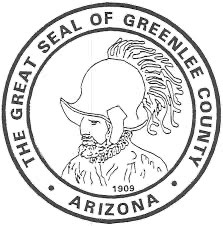 THE GREAT SEAL OF GREENLEE COUNTY
1909
• ARIZONA •